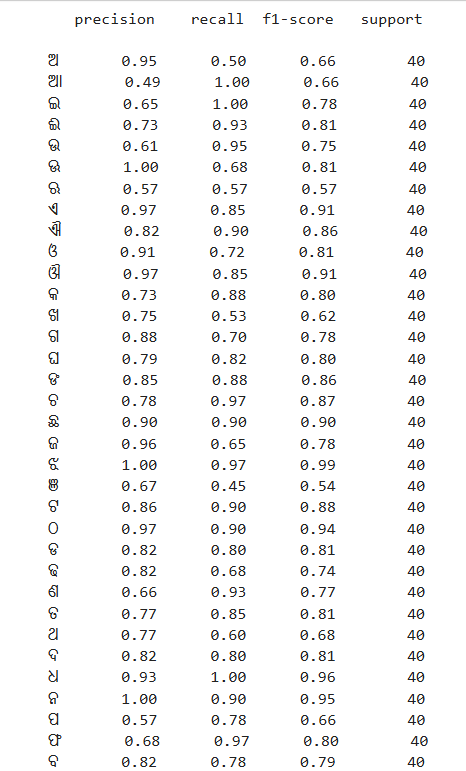 precision recall f1-score support
ଅ 0.95 0.50 0.66 40
ଆ 0.49 1.00 0.66 40
ଇ 0.65 1.00 0.78 40
ଈ 0.73 0.93 0.81 40
ଉ 0.61 0.95 0.75 40
ଊ 1.00 0.68 0.81 40
ଋ 0.57 0.57 0.57 40
ଏ 0.97 0.85 0.91 40
ଐ 0.82 0.90 0.86 40
ଓ 0.91 0.72 0.81 40
ଔ 0.97 0.85 0.91 40
କ 0.73 0.88 0.80 40
ଖ 0.75 0.53 0.62 40
ଗ 0.88 0.70 0.78 40
ଘ 0.79 0.82 0.80 40
ଙ 0.85 0.88 0.86 40
ଚ 0.78 0.97 0.87 40
ଛ 0.90 0.90 0.90 40
ଜ 0.96 0.65 0.78 40
ଝ 1.00 0.97 0.99 40
ଞ 0.67 0.45 0.54 40
ଟ 0.86 0.90 0.88 40
ଠ 0.97 0.90 0.94 40
ଡ 0.82 0.80 0.81 40
ଢ 0.82 0.68 0.74 40
ଣ 0.66 0.93 0.77 40
ତ 0.77 0.85 0.81 40
ଥ 0.77 0.60 0.68 40
ଦ 0.82 0.80 0.81 40
ଧ 0.93 1.00 0.96 40
ନ 1.00 0.90 0.95 40
ପ 0.57 0.78 0.66 40
ଫ 0.68 0.97 0.80 40
ବ 0.82 0.78 0.79 40